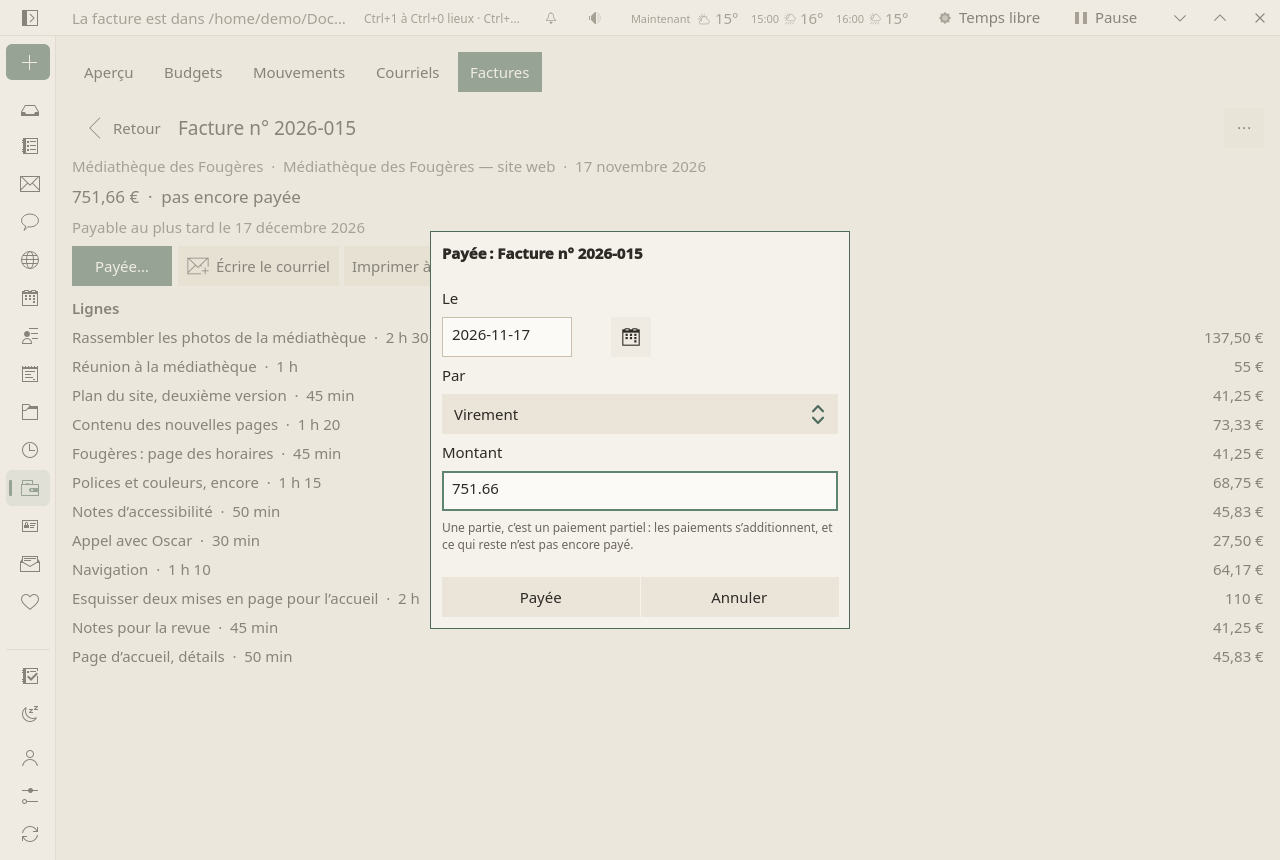 La facture est dans /home/demo/Doc...
Ctrl+1 à Ctrl+0 lieux · Ctrl+...
Maintenant 15° 15:00 16° 16:00 15°
Temps libre
Pause
Aperçu
Budgets
Mouvements
Courriels
Factures
Retour
Facture n° 2026-015
...
Médiathèque des Fougères · Médiathèque des Fougères — site web · 17 novembre 2026
751,66 € · pas encore payée
Payable au plus tard le 17 décembre 2026
Payée...
Écrire le courriel
Imprimer à
Lignes
Rassembler les photos de la médiathèque · 2 h 30 137,50 €
Réunion à la médiathèque · 1 h 55 €
Plan du site, deuxième version · 45 min 41,25 €
Contenu des nouvelles pages · 1 h 20 73,33 €
Fougères : page des horaires · 45 min 41,25 €
Polices et couleurs, encore · 1 h 15 68,75 €
Notes d’accessibilité · 50 min 45,83 €
Appel avec Oscar · 30 min 27,50 €
Navigation · 1 h 10 64,17 €
Esquisser deux mises en page pour l’accueil · 2 h 110 €
Notes pour la revue · 45 min 41,25 €
Page d’accueil, détails · 50 min 45,83 €
Payée : Facture n° 2026-015
Le
2026-11-17
Par
Virement
Montant
751.66
Une partie, c’est un paiement partiel : les paiements s’additionnent, et
ce qui reste n’est pas encore payé.
Payée
Annuler